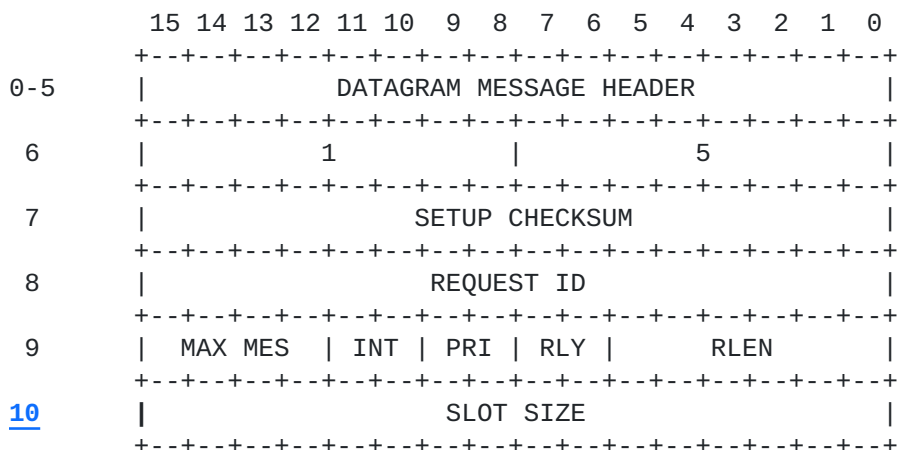 15 14 13 12 11 10  9  8  7  6  5  4  3  2  1  0
             +--+--+--+--+--+--+--+--+--+--+--+--+--+--+--+--+
0-5          |            DATAGRAM MESSAGE HEADER            |
             +--+--+--+--+--+--+--+--+--+--+--+--+--+--+--+--+
 6           |           1           |           5           |
             +--+--+--+--+--+--+--+--+--+--+--+--+--+--+--+--+
 7           |                 SETUP CHECKSUM                |
             +--+--+--+--+--+--+--+--+--+--+--+--+--+--+--+--+
 8           |                  REQUEST ID                   |
             +--+--+--+--+--+--+--+--+--+--+--+--+--+--+--+--+
 9           |  MAX MES  | INT | PRI | RLY |      RLEN       |
             +--+--+--+--+--+--+--+--+--+--+--+--+--+--+--+--+
10           |                   SLOT SIZE                   |
             +--+--+--+--+--+--+--+--+--+--+--+--+--+--+--+--+